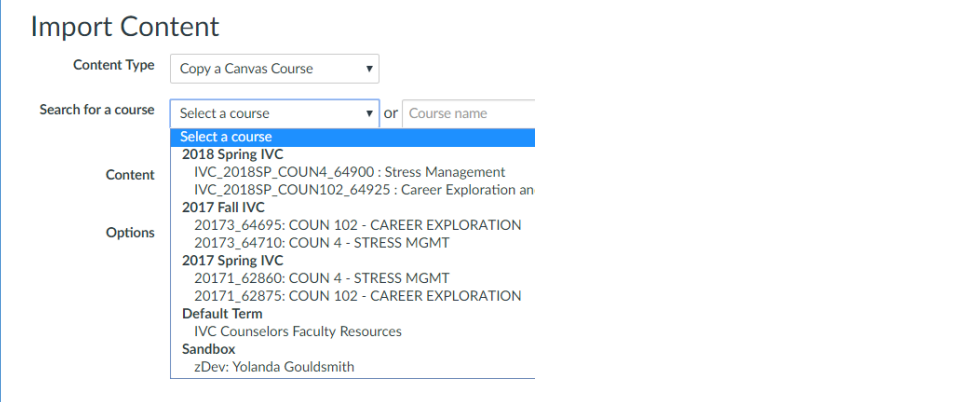 Import Content
Content Type Copy a Canvas Course
Search for a course Select a course or Course name
Select a course
2018 Spring IVC
IVC_2018SP_COUN4_64900 : Stress Management
IVC_2018SP_COUN102_64925 : Career Exploration an
Content
2017 Fall IVC
20173_64695: COUN 102 - CAREER EXPLORATION
Options
20173_64710: COUN 4 - STRESS MGMT
2017 Spring IVC
20171_62860: COUN 4 - STRESS MGMT
20171_62875: COUN 102 - CAREER EXPLORATION
Default Term
IVC Counselors Faculty Resources
Sandbox
zDev: Yolanda Gouldsmith